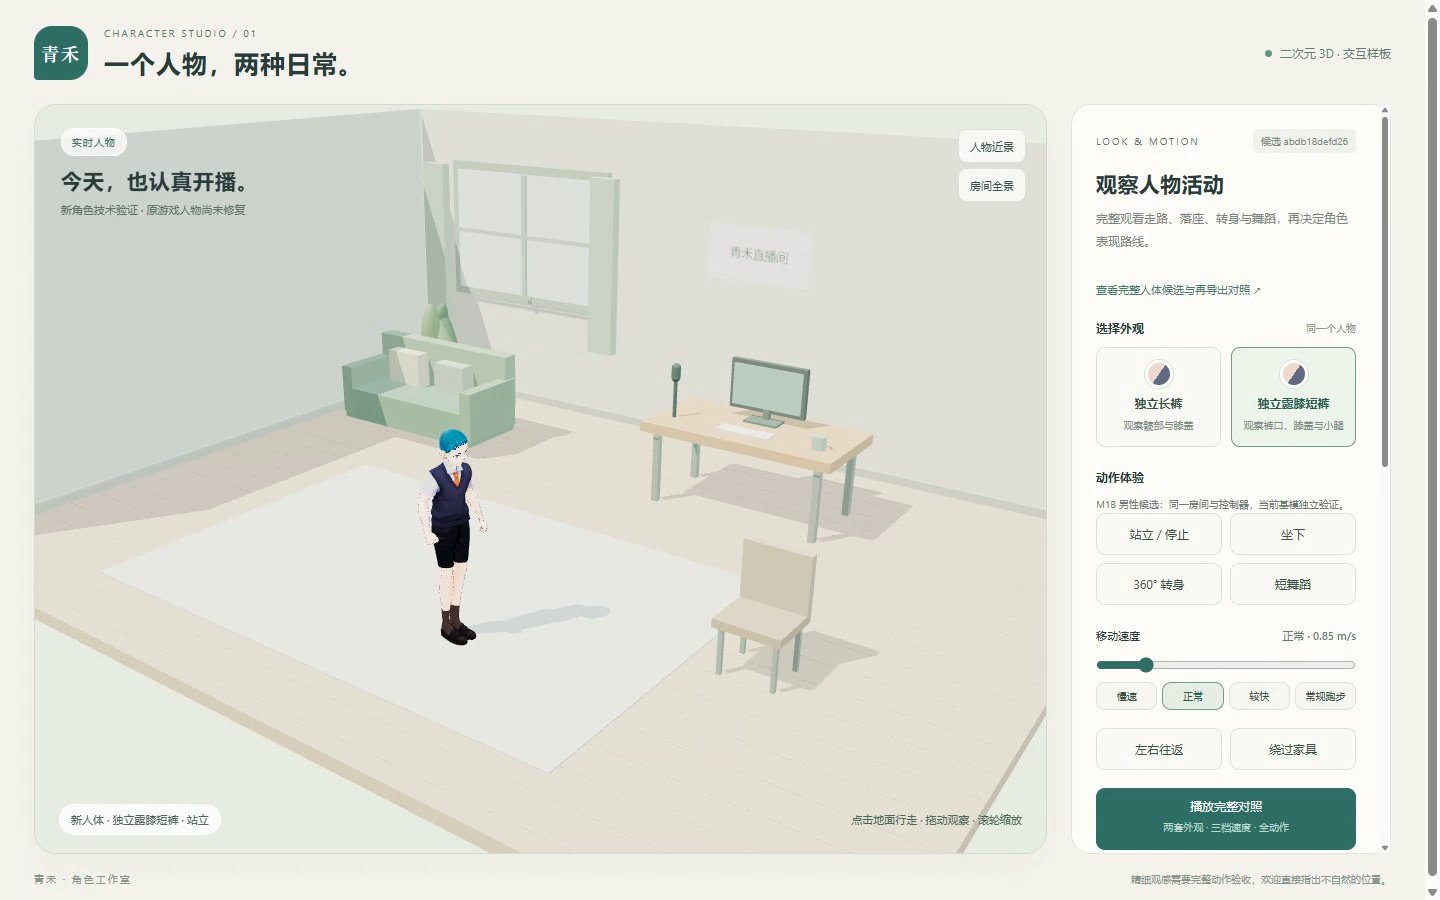 青禾
CHARACTER STUDIO / 01
一个人物，两种日常。
二次元 3D · 交互样板
实时人物
今天，也认真开播。
新角色技术验证 · 原游戏人物尚未修复
人物近景
房间全景
青禾直播间
新人体 · 独立露膝短裤 · 站立
点击地面行走 · 拖动观察 · 滚轮缩放
LOOK & MOTION
候选 abdb18defd26
观察人物活动
完整观看走路、落座、转身与舞蹈，再决定角色
表现路线。
查看完整人体候选与再导出对照 ↗
选择外观
同一个人物
独立长裤
观察髋部与膝盖
独立露膝短裤
观察裤口、膝盖与小腿
动作体验
M18 男性候选：同一房间与控制器，当前基模独立验证。
站立 / 停止
坐下
360° 转身
短舞蹈
移动速度
正常 · 0.85 m/s
慢速
正常
较快
常规跑步
左右往返
绕过家具
播放完整对照
两套外观 · 三档速度 · 全动作
青禾 · 角色工作室
精细观感需要完整动作验收，欢迎直接指出不自然的位置。